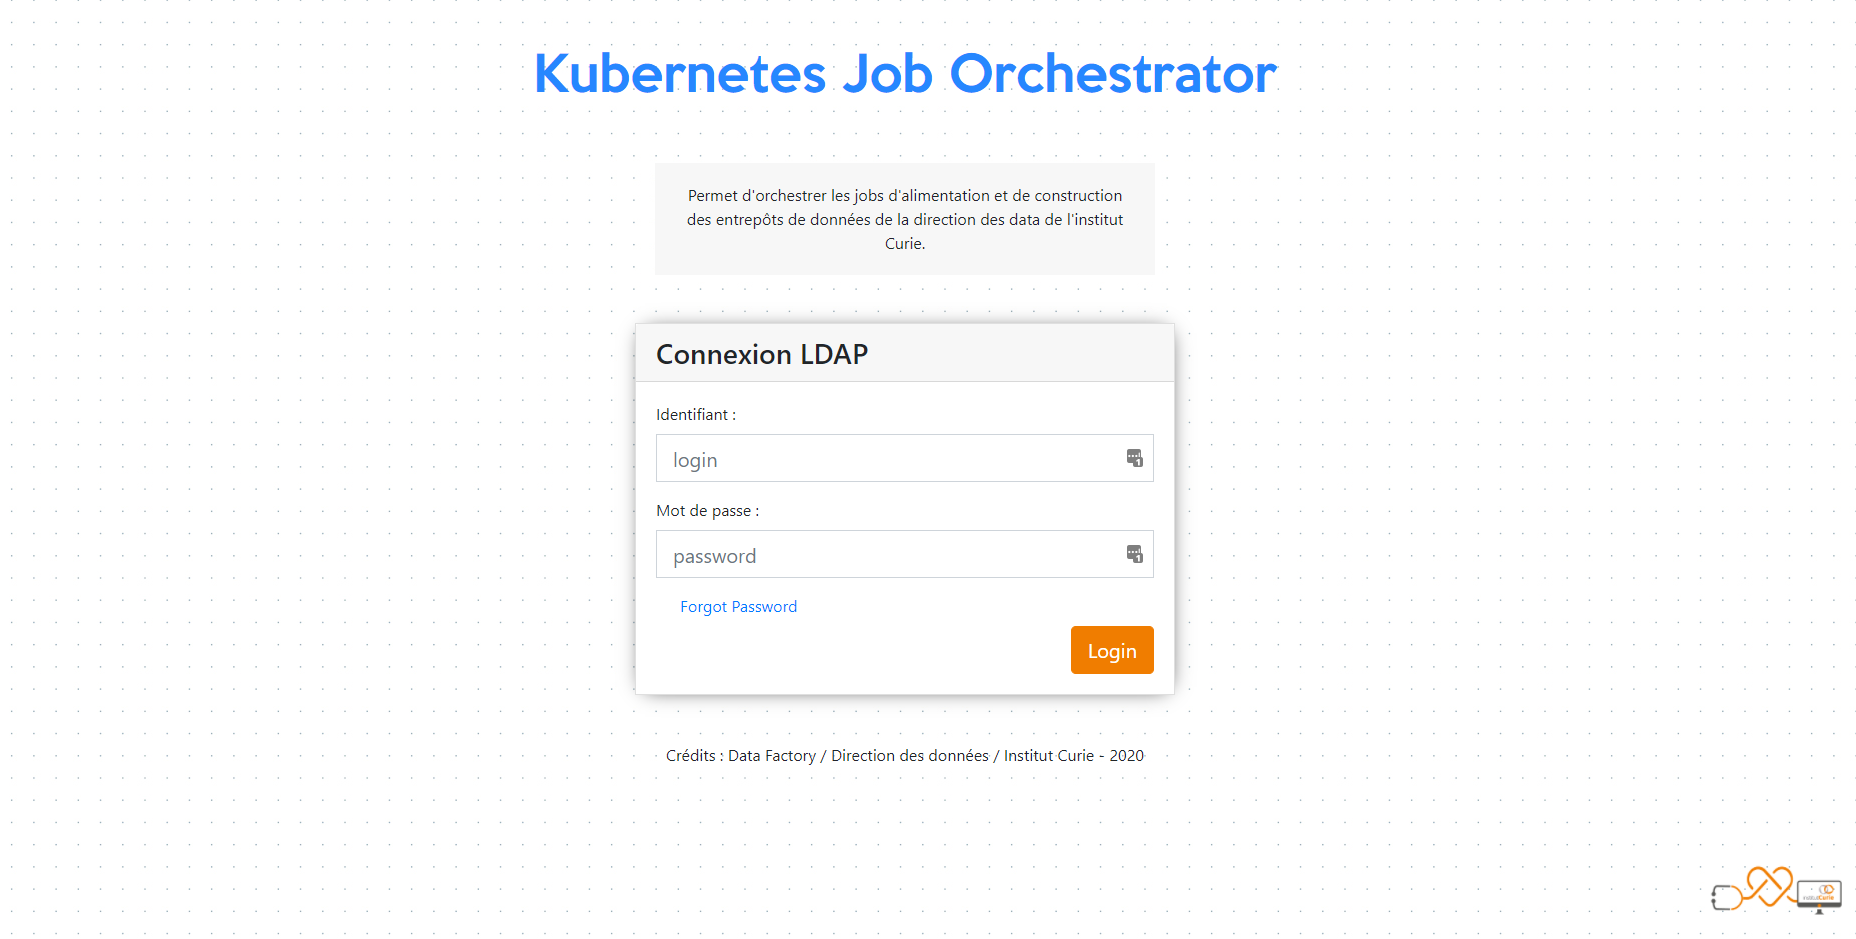 Kubernetes Job Orchestrator
Permet d'orchestrer les jobs d'alimentation et de construction
des entrepôts de données de la direction des data de l'institut
Curie.
Connexion LDAP
Identifiant :
login
Mot de passe :
password
Forgot Password
Login
Crédits : Data Factory / Direction des données / Institut Curie - 2020
institutCurie